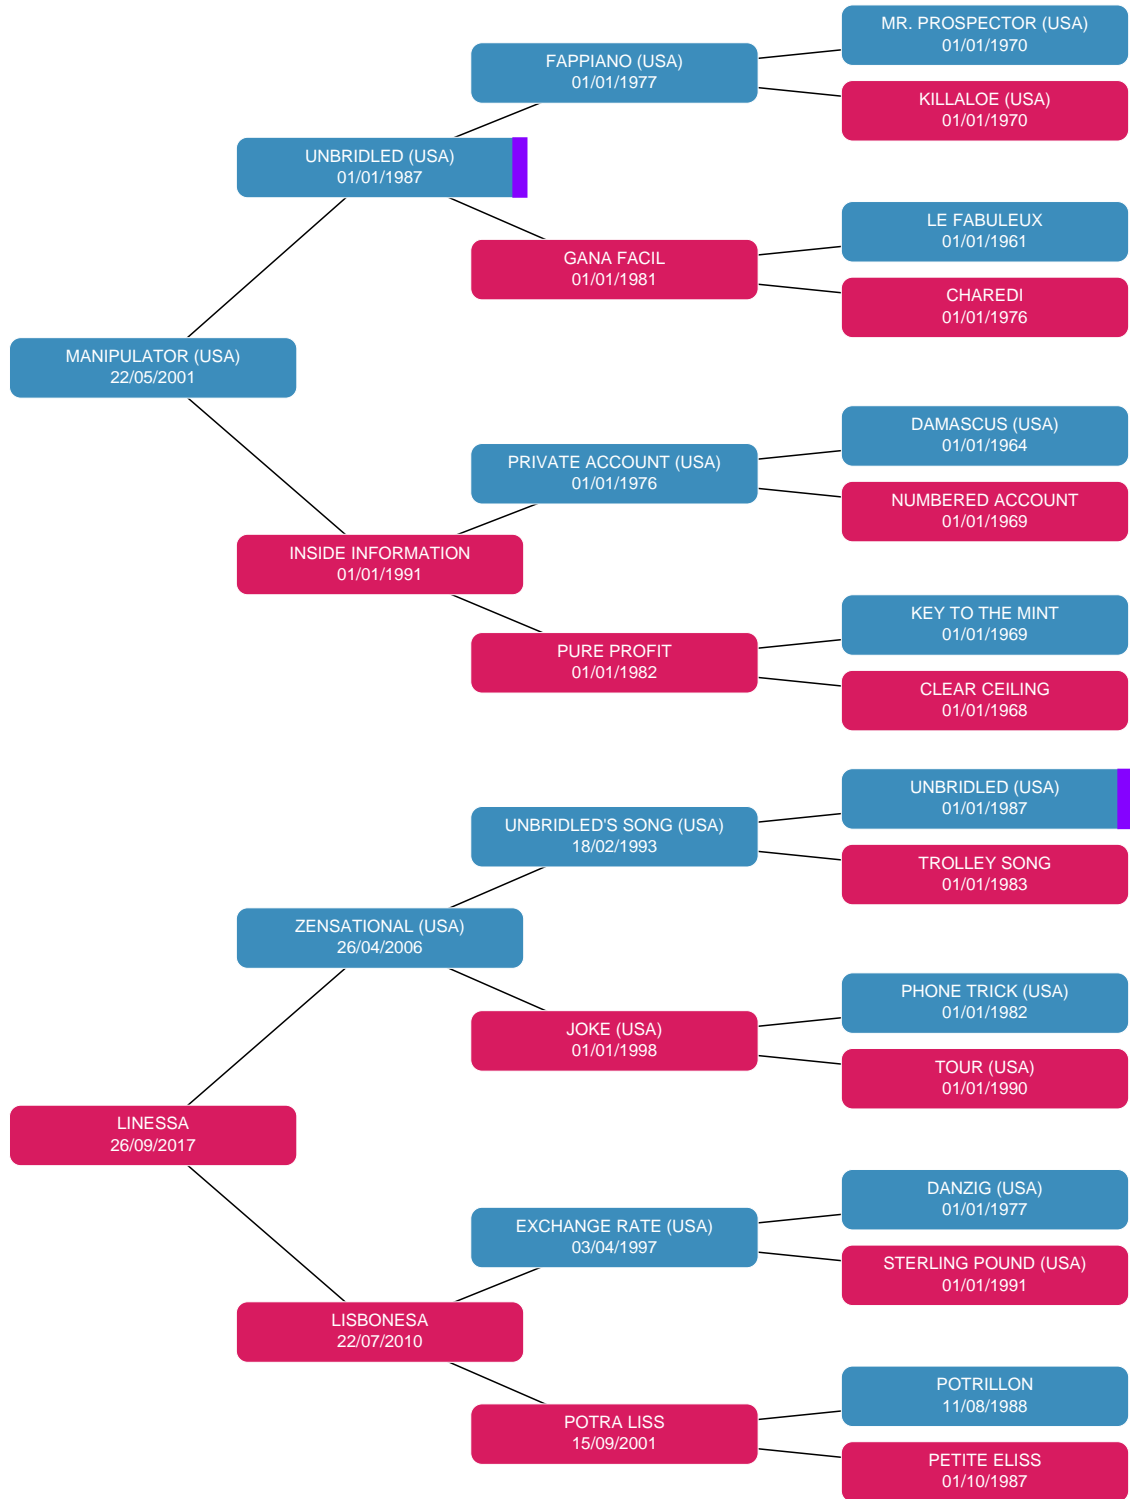 MR. PROSPECTOR (USA)
01/01/1970
FAPPIANO (USA)
01/01/1977
KILLALOE (USA)
01/01/1970
UNBRIDLED (USA)
01/01/1987
LE FABULEUX
01/01/1961
GANA FACIL
01/01/1981
CHAREDI
01/01/1976
MANIPULATOR (USA)
22/05/2001
DAMASCUS (USA)
01/01/1964
PRIVATE ACCOUNT (USA)
01/01/1976
NUMBERED ACCOUNT
01/01/1969
INSIDE INFORMATION
01/01/1991
KEY TO THE MINT
01/01/1969
PURE PROFIT
01/01/1982
CLEAR CEILING
01/01/1968
UNBRIDLED (USA)
01/01/1987
UNBRIDLED'S SONG (USA)
18/02/1993
TROLLEY SONG
01/01/1983
ZENSATIONAL (USA)
26/04/2006
PHONE TRICK (USA)
01/01/1982
JOKE (USA)
01/01/1998
TOUR (USA)
01/01/1990
LINESSA
26/09/2017
DANZIG (USA)
01/01/1977
EXCHANGE RATE (USA)
03/04/1997
STERLING POUND (USA)
01/01/1991
LISBONESA
22/07/2010
POTRILLON
11/08/1988
POTRA LISS
15/09/2001
PETITE ELISS
01/10/1987